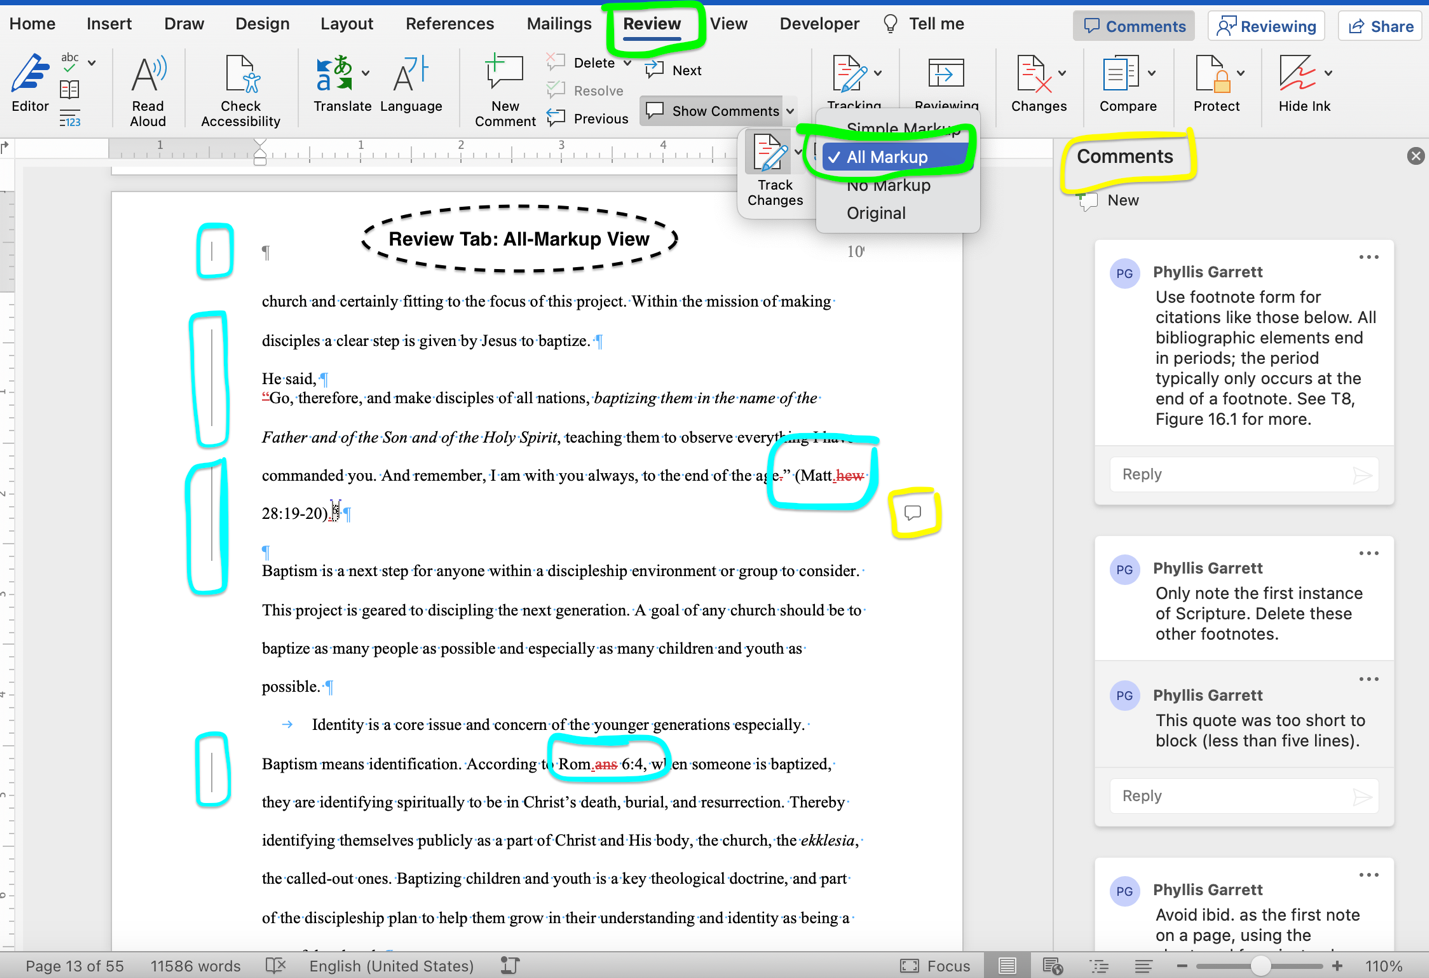 Home Insert Draw Design Layout References Mailings Review View Developer Tell me Comments Reviewing Share
abc
123
Editor
Read Aloud
Check Accessibility
Translate
Language
New Comment
Delete
Resolve
Previous
Next
Show Comments
Tracking
Reviewing
Changes
Compare
Protect
Hide Ink
Simple Markup
All Markup
No Markup
Original
Track Changes
1 1 2 3 4
Review Tab: All-Markup View
¶ 10
church and certainly fitting to the focus of this project. Within the mission of making
disciples a clear step is given by Jesus to baptize. ¶
He said, ¶
“Go, therefore, and make disciples of all nations, baptizing them in the name of the
Father and of the Son and of the Holy Spirit, teaching them to observe everything I have
commanded you. And remember, I am with you always, to the end of the age.” (Matt.hew
28:19-20). ¶
¶
Baptism is a next step for anyone within a discipleship environment or group to consider.
This project is geared to discipling the next generation. A goal of any church should be to
baptize as many people as possible and especially as many children and youth as
possible. ¶
Identity is a core issue and concern of the younger generations especially.
Baptism means identification. According to Rom.ans 6:4, when someone is baptized,
they are identifying spiritually to be in Christ’s death, burial, and resurrection. Thereby
identifying themselves publicly as a part of Christ and His body, the church, the ekklesia,
the called-out ones. Baptizing children and youth is a key theological doctrine, and part
of the discipleship plan to help them grow in their understanding and identity as being a
Comments
New
PG Phyllis Garrett
Use footnote form for
citations like those below. All
bibliographic elements end
in periods; the period
typically only occurs at the
end of a footnote. See T8,
Figure 16.1 for more.
Reply
PG Phyllis Garrett
Only note the first instance
of Scripture. Delete these
other footnotes.
PG Phyllis Garrett
This quote was too short to
block (less than five lines).
Reply
PG Phyllis Garrett
Avoid ibid. as the first note
on a page, using the
Page 13 of 55 11586 words English (United States) Focus 110%